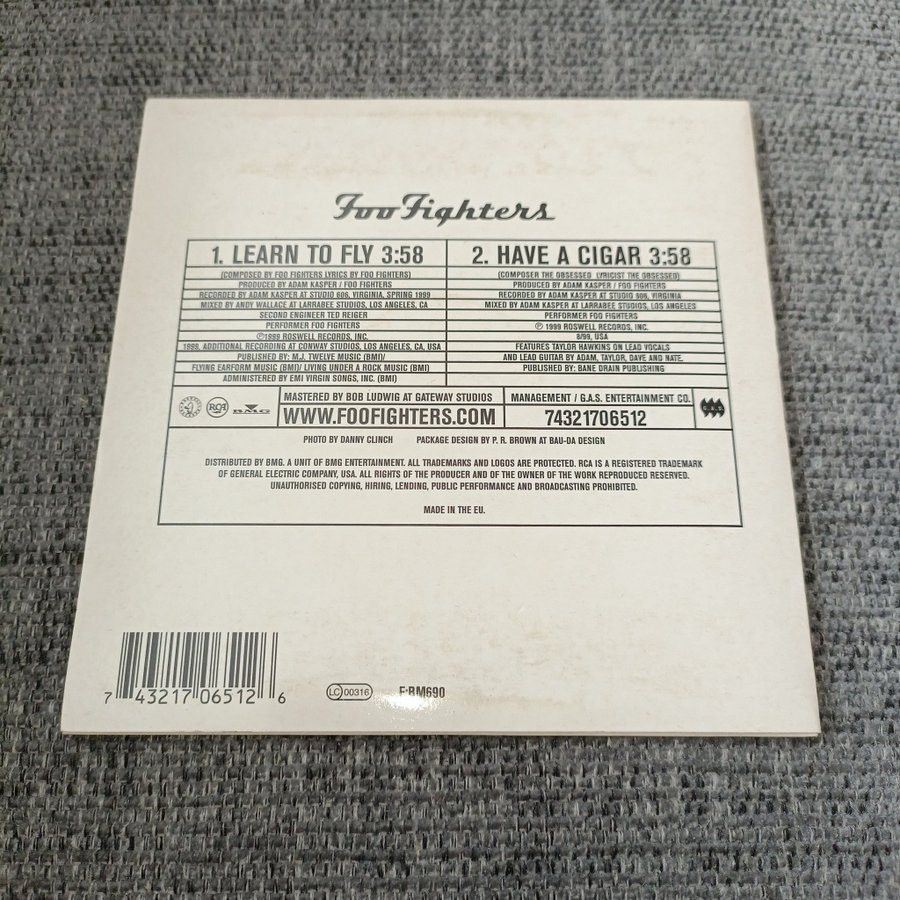 Foo Fighters
1. LEARN TO FLY 3:58
(COMPOSED BY FOO FIGHTERS LYRICS BY FOO FIGHTERS)
PRODUCED BY ADAM KASPER / FOO FIGHTERS
RECORDED BY ADAM KASPER AT STUDIO 606, VIRGINIA, SPRING 1999
MIXED BY ANDY WALLACE AT LARRABEE STUDIOS, LOS ANGELES, CA
SECOND ENGINEER TED REIGER
PERFORMER FOO FIGHTERS
℗©1999 ROSWELL RECORDS, INC.
1999, ADDITIONAL RECORDING AT CONWAY STUDIOS, LOS ANGELES, CA, USA
PUBLISHED BY: M.J. TWELVE MUSIC (BMI)/
FLYING EARFORM MUSIC (BMI)/ LIVING UNDER A ROCK MUSIC (BMI)
ADMINISTERED BY EMI VIRGIN SONGS, INC. (BMI)
2. HAVE A CIGAR 3:58
(COMPOSER THE OBSESSED LYRICIST THE OBSESSED)
PRODUCED BY ADAM KASPER / FOO FIGHTERS
RECORDED BY ADAM KASPER AT STUDIO 606, VIRGINIA
MIXED BY ADAM KASPER AT LARRABEE STUDIOS, LOS ANGELES
PERFORMER FOO FIGHTERS
℗ 1999 ROSWELL RECORDS, INC.
8/99, USA
FEATURES TAYLOR HAWKINS ON LEAD VOCALS
AND LEAD GUITAR BY ADAM, TAYLOR, DAVE AND NATE.
PUBLISHED BY: BANE DRAIN PUBLISHING
RCA
BMG
MASTERED BY BOB LUDWIG AT GATEWAY STUDIOS
WWW.FOOFIGHTERS.COM
MANAGEMENT / G.A.S. ENTERTAINMENT CO.
74321706512
G.A.S.
PHOTO BY DANNY CLINCH PACKAGE DESIGN BY P. R. BROWN AT BAU-DA DESIGN
DISTRIBUTED BY BMG. A UNIT OF BMG ENTERTAINMENT. ALL TRADEMARKS AND LOGOS ARE PROTECTED. RCA IS A REGISTERED TRADEMARK
OF GENERAL ELECTRIC COMPANY, USA. ALL RIGHTS OF THE PRODUCER AND OF THE OWNER OF THE WORK REPRODUCED RESERVED.
UNAUTHORISED COPYING, HIRING, LENDING, PUBLIC PERFORMANCE AND BROADCASTING PROHIBITED.
MADE IN THE EU.
7 43217 06512 6
LC 00316
F:BM690